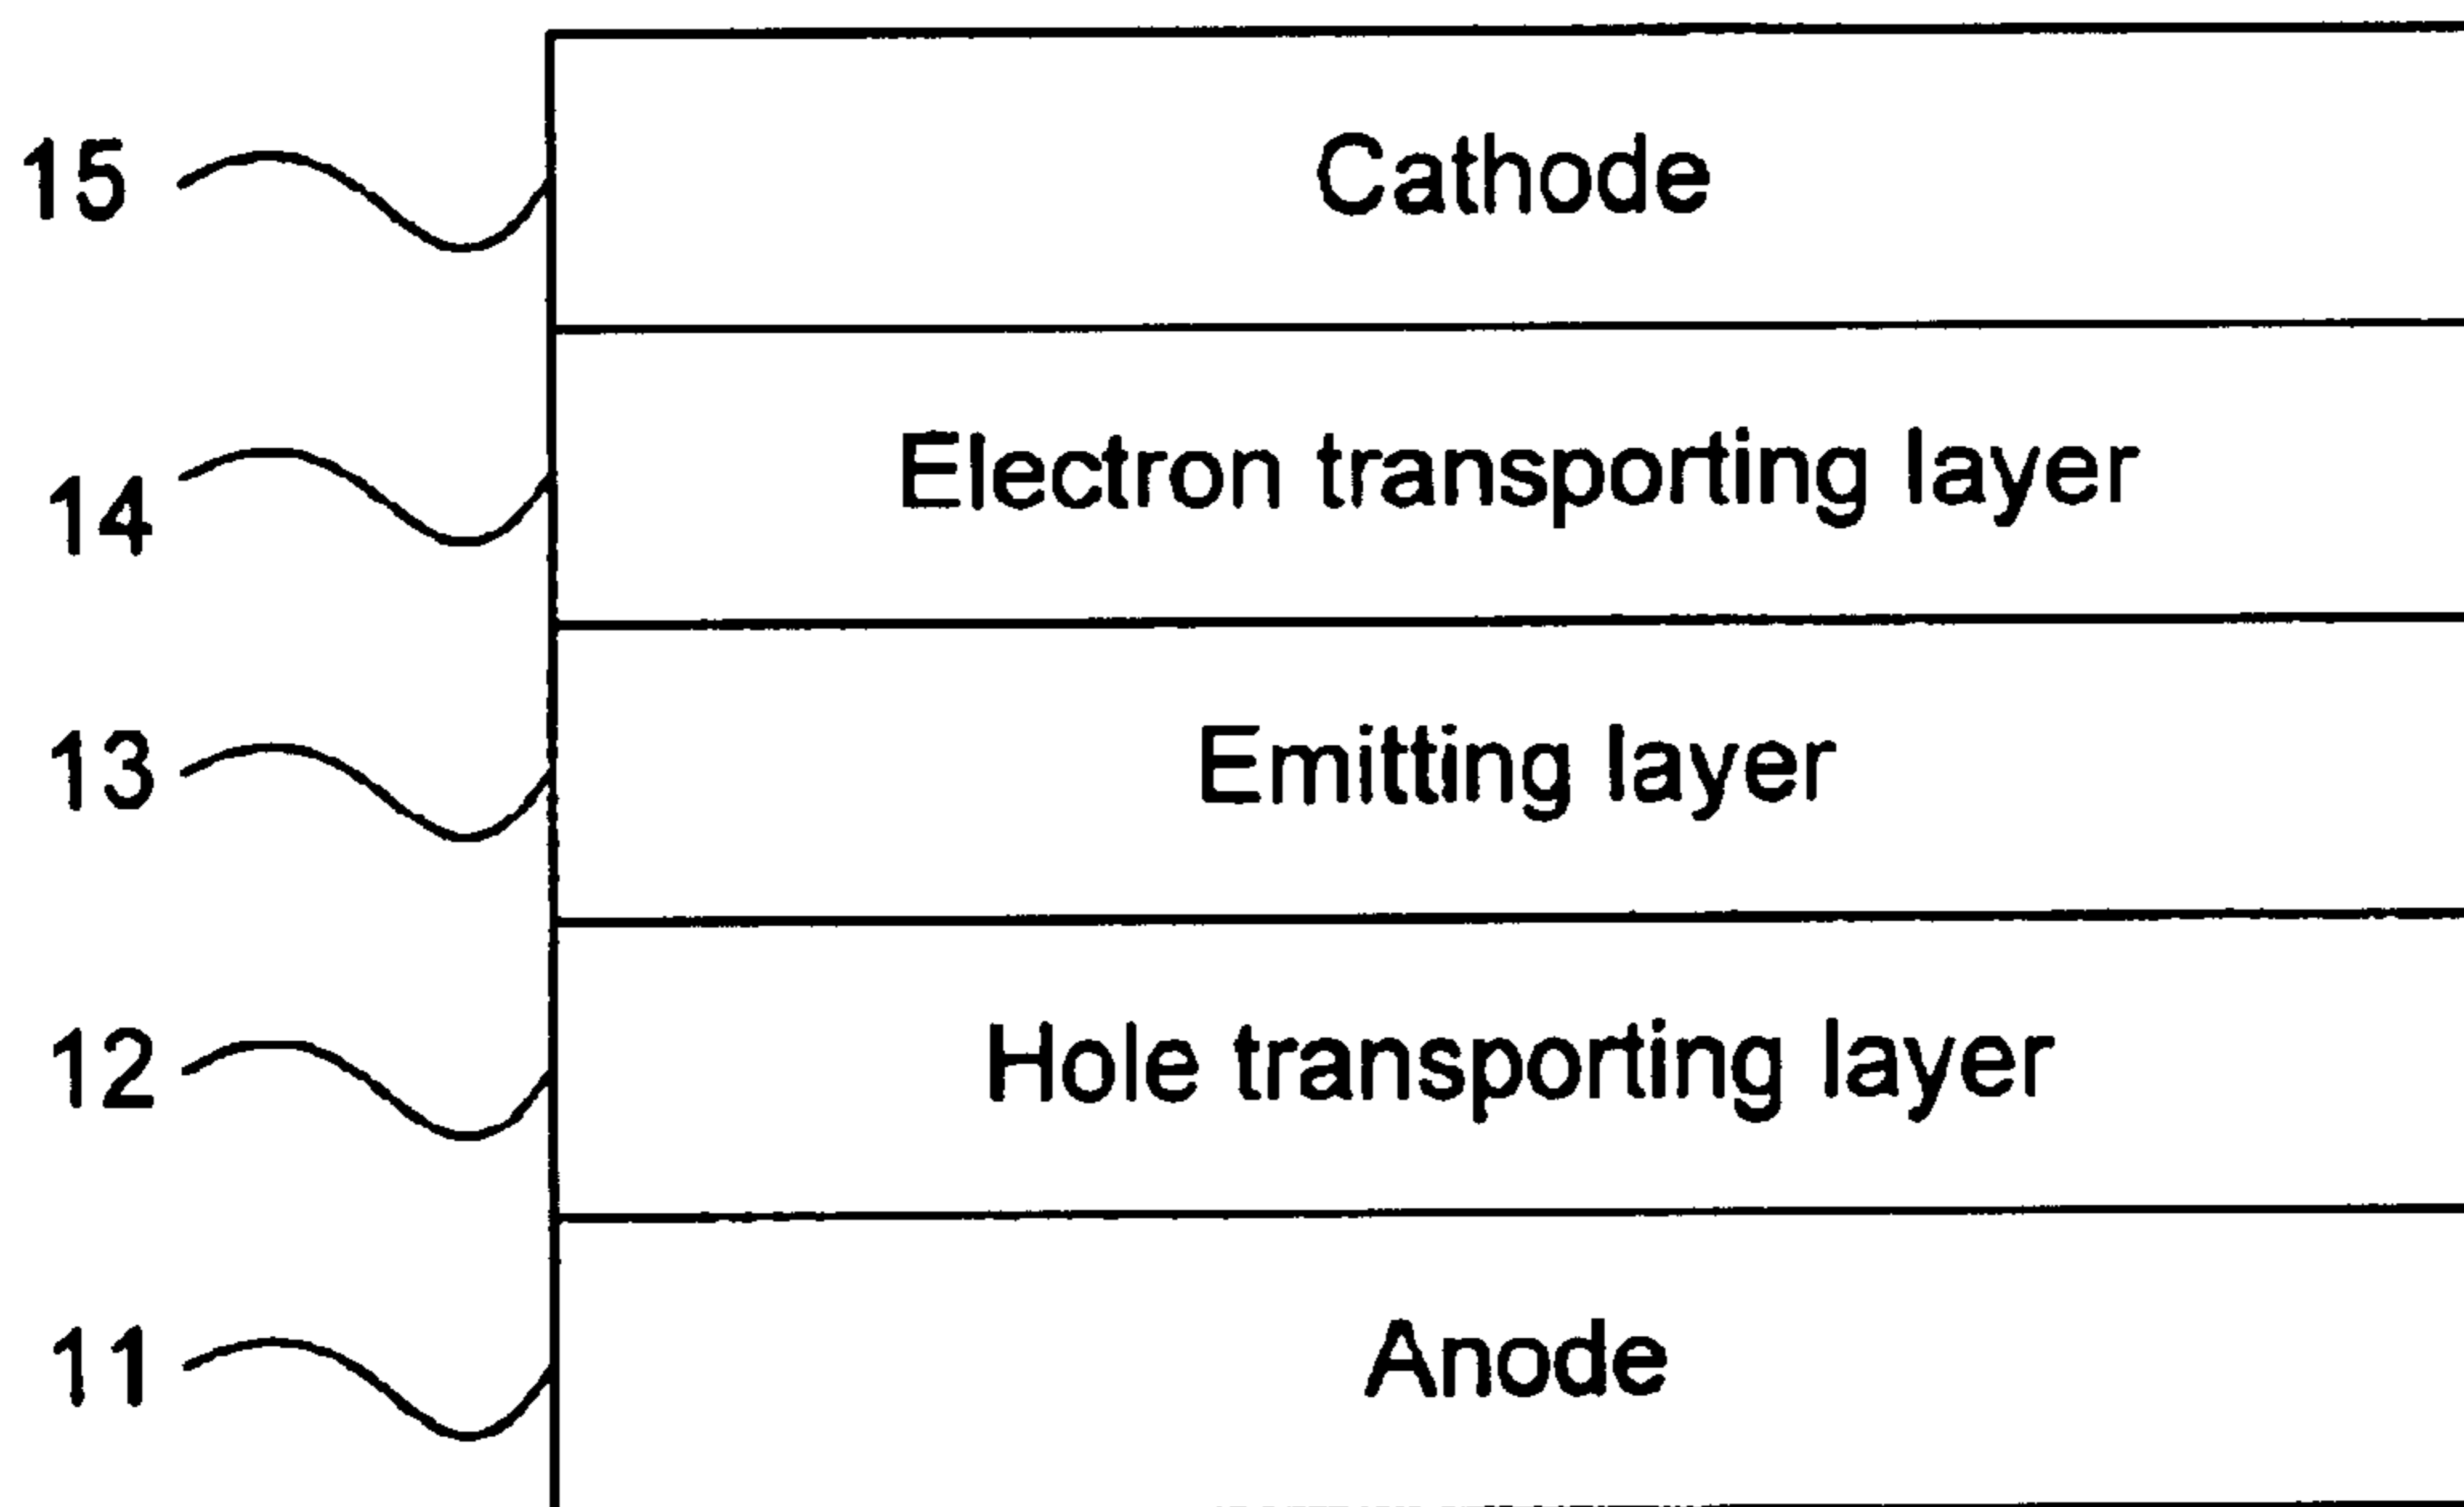 15 Cathode
14 Electron transporting layer
13 Emitting layer
12 Hole transporting layer
11 Anode